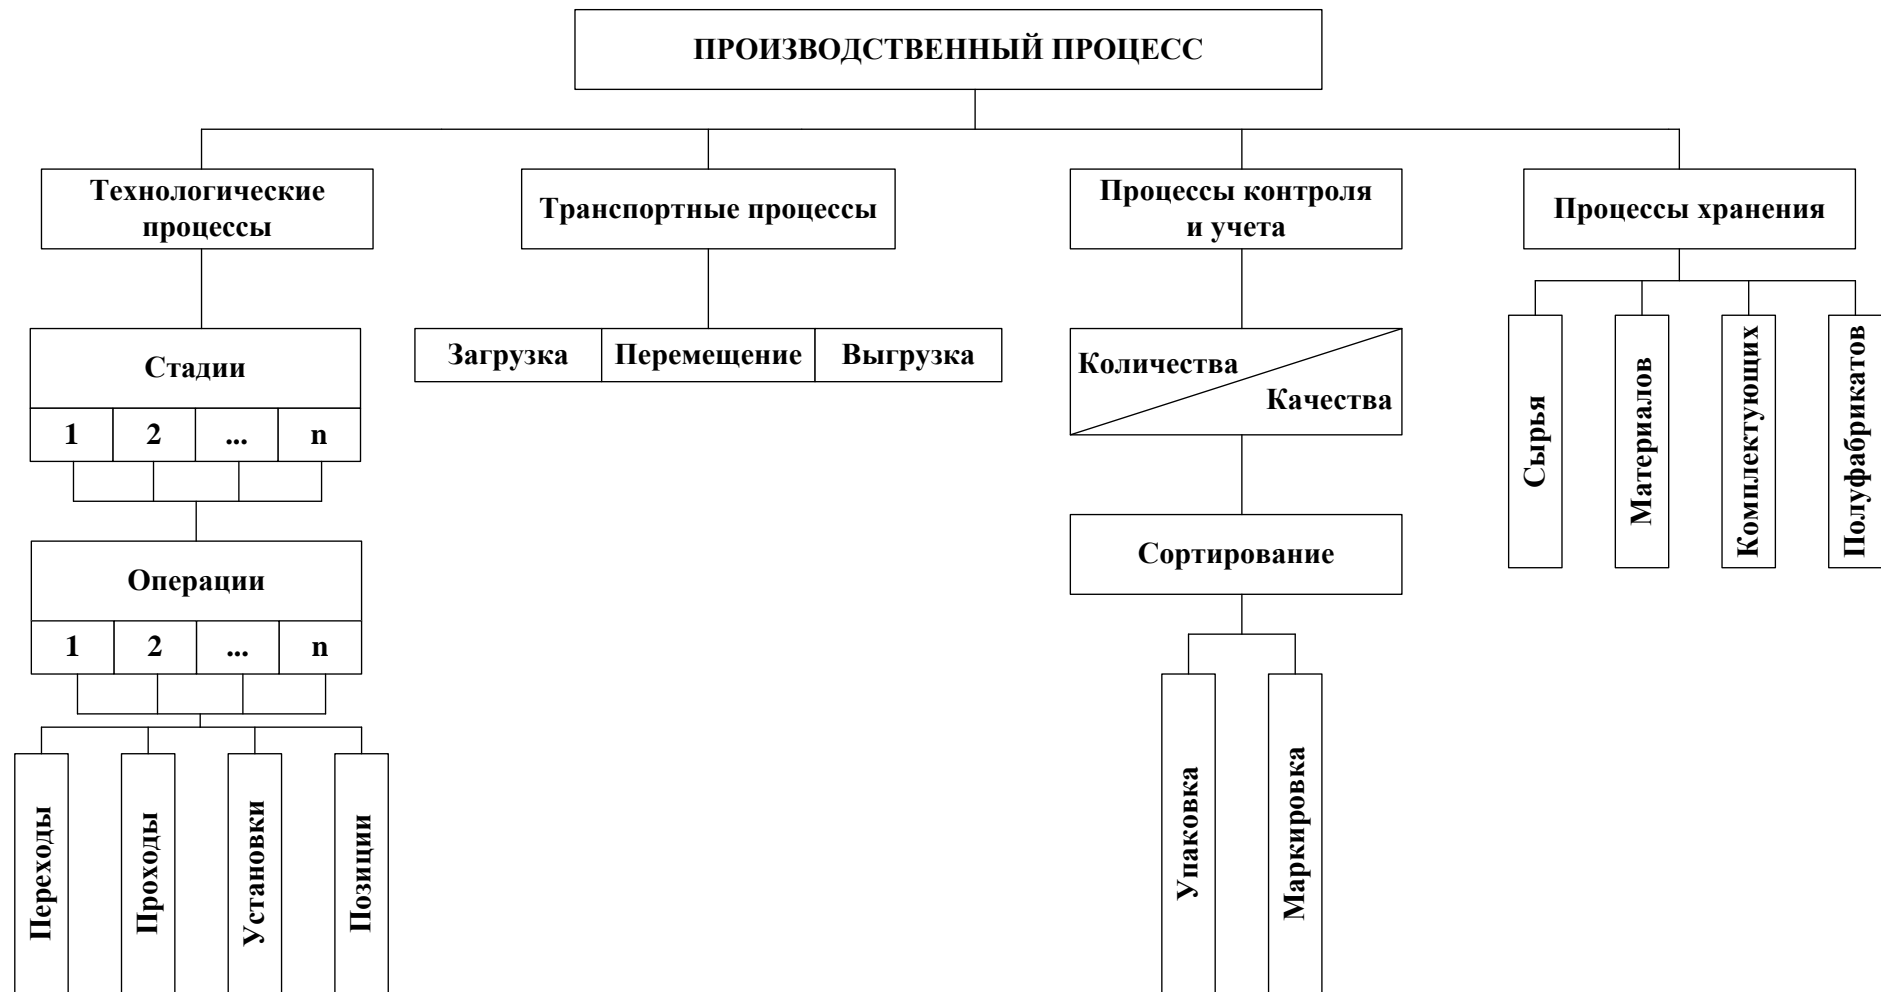 ПРОИЗВОДСТВЕННЫЙ ПРОЦЕСС
Технологические
процессы
Транспортные процессы
Процессы контроля
и учета
Процессы хранения
Стадии
1 2 ... n
Загрузка Перемещение Выгрузка
Количества
Качества
Сырья
Материалов
Комплектующих
Полуфабрикатов
Операции
1 2 ... n
Сортирование
Переходы
Проходы
Установки
Позиции
Упаковка
Маркировка